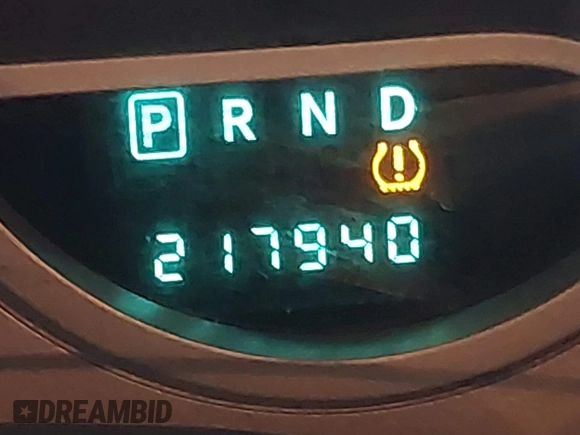 P R N D
217940
DREAMBID